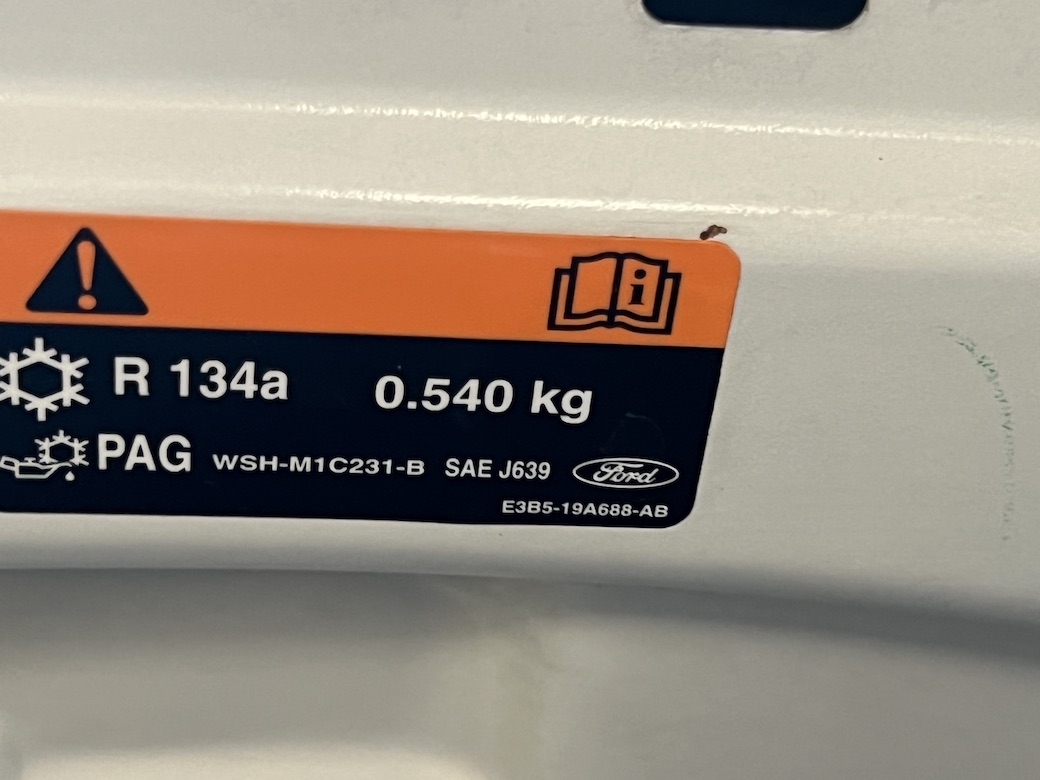 R 134a 0.540 kg
PAG WSH-M1C231-B SAE J639 Ford
E3B5-19A688-AB